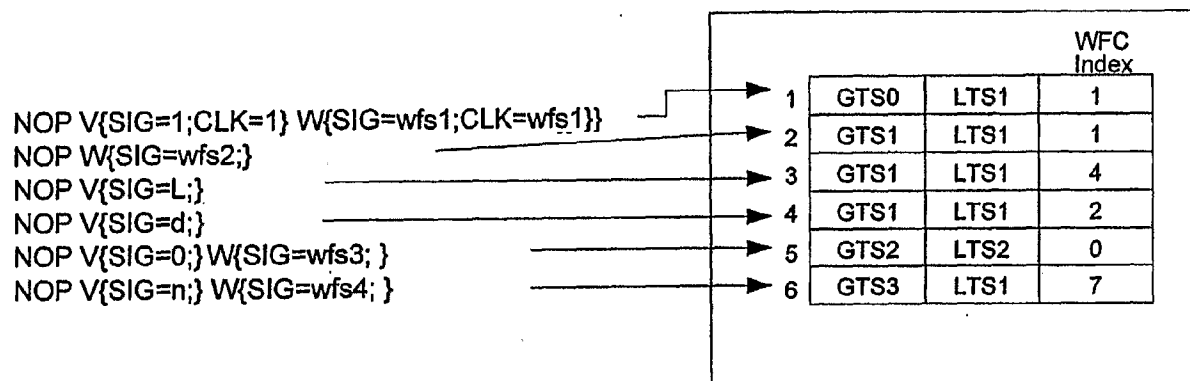 WFC
Index
NOP V{SIG=1;CLK=1} W{SIG=wfs1;CLK=wfs1}}
1 GTS0 LTS1 1
NOP W{SIG=wfs2;}
2 GTS1 LTS1 1
NOP V{SIG=L;}
3 GTS1 LTS1 4
NOP V{SIG=d;}
4 GTS1 LTS1 2
NOP V{SIG=0;} W{SIG=wfs3; }
5 GTS2 LTS2 0
NOP V{SIG=n;} W{SIG=wfs4; }
6 GTS3 LTS1 7